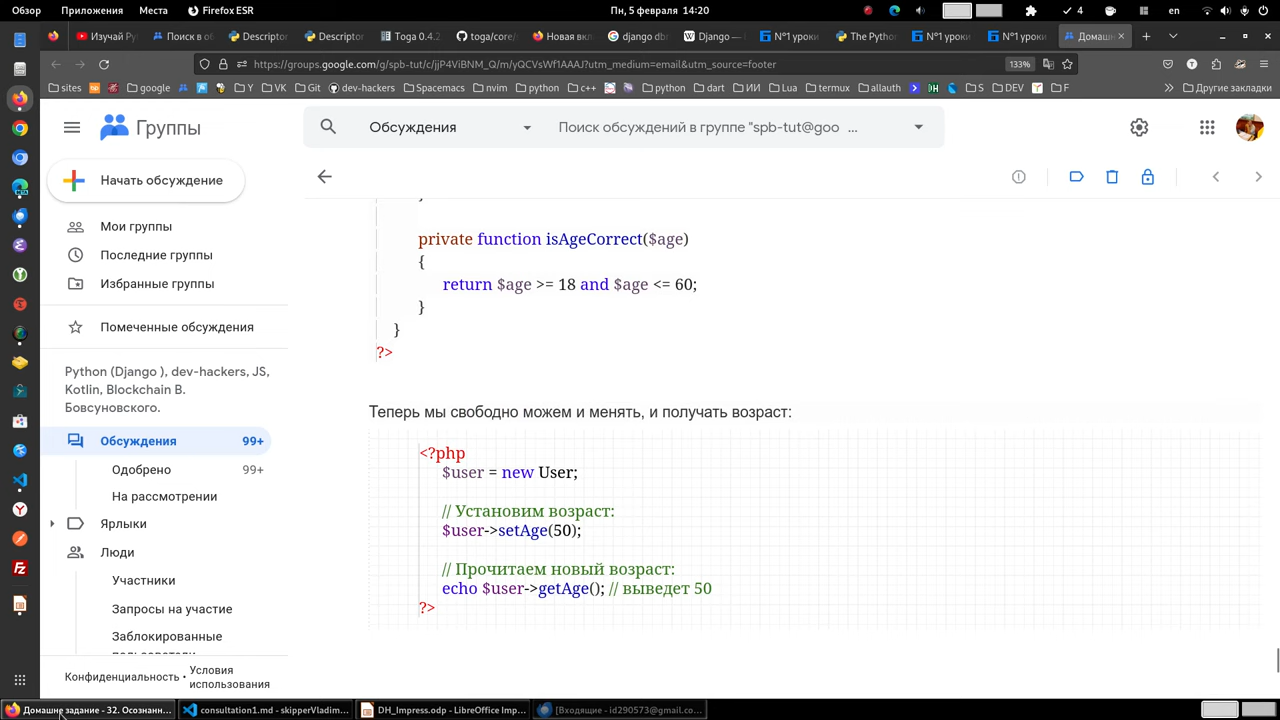 Обзор Приложения Места Firefox ESR Пн, 5 февраля 14:20 4 en
Изучай P Поиск в об Descriptor Descriptor Toga 0.4.2 toga/core/ Новая вкл django db Django — N°1 уроки The Python N°1 уроки N°1 уроки Домашн
https://groups.google.com/g/spb-tut/c/jjP4ViBNM_Q/m/yQCVsWf1AAAJ?utm_medium=email&utm_source=footer 133%
sites google Y VK Git dev-hackers Spacemacs nvim python c++ python dart ИИ Lua termux allauth S DEV F Другие закладки
Группы
Обсуждения Поиск обсуждений в группе "spb-tut@goo ...
Начать обсуждение
Мои группы
Последние группы
Избранные группы
Помеченные обсуждения
Python (Django ), dev-hackers, JS,
Kotlin, Blockchain В.
Бовсуновского.
Обсуждения 99+
Одобрено 99+
На рассмотрении
Ярлыки
Люди
Участники
Запросы на участие
Заблокированные
Конфиденциальность · Условия
использования
private function isAgeCorrect($age)
{
return $age >= 18 and $age <= 60;
}
}
?>
Теперь мы свободно можем и менять, и получать возраст:
<?php
$user = new User;
// Установим возраст:
$user->setAge(50);
// Прочитаем новый возраст:
echo $user->getAge(); // выведет 50
?>
Домашне задание - 32. Осознанн... consultation1.md - skipperVladim... DH_Impress.odp - LibreOffice Imp... [Входящие - id290573@gmail.co...